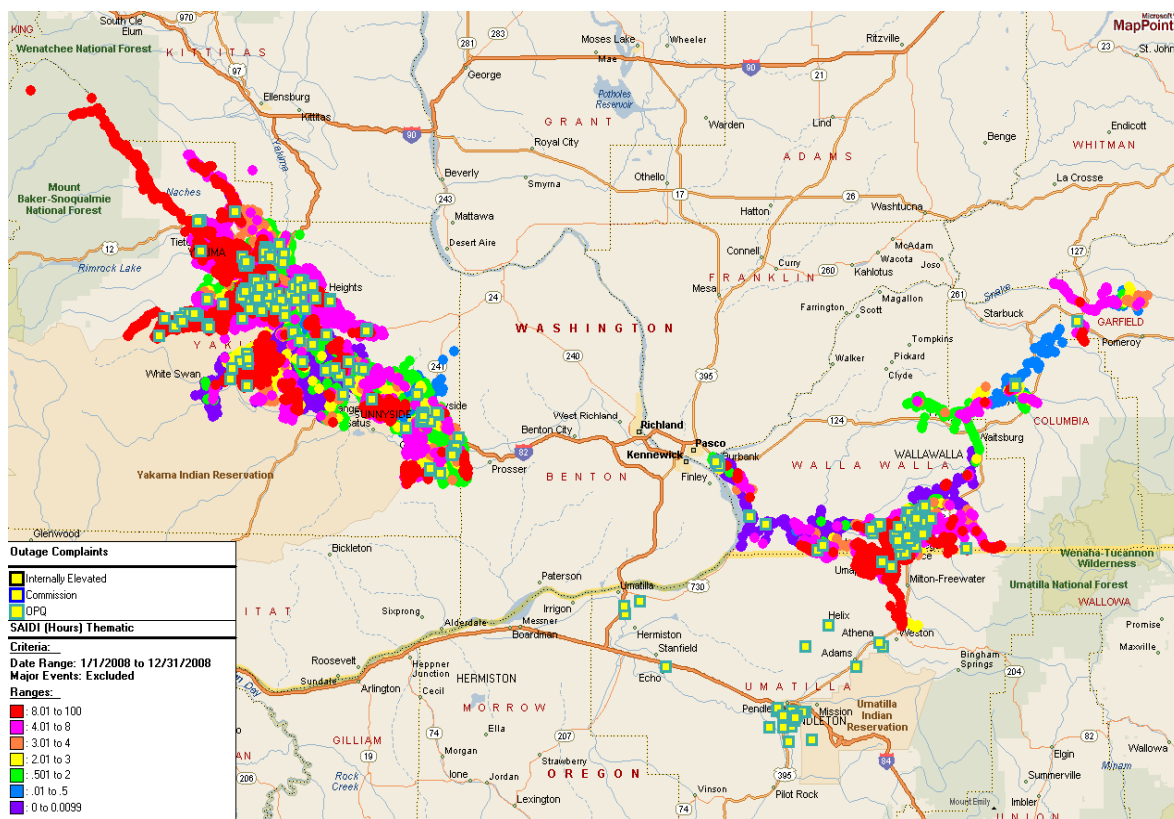 Microsoft
MapPoint
KING
South Cle
Elum
970
Wenatchee National Forest
KITTITAS
97
Ellensburg
Kittitas
90
281
283
George
Moses Lake
Mae
Wheeler
Ritzville
90
21
23
St. John
Potholes
Reservoir
GRANT
Warden
Lind
Benge
Endicott
WHITMAN
Royal City
ADAMS
La Crosse
Yakima
Beverly
Smyrna
Othello
17
26
Washtucna
Hatton
243
Mattawa
Desert Aire
Mount
Baker-Snoqualmie
National Forest
Naches
12
Rimrock Lake
Tiet
Heights
Connell
Curry
260
McAdam
Wacota
Joso
Kahlotus
127
FRANKLIN
Mesa
24
Magallon
261
Snake
Farrington
Scott
Starbuck
GARFIELD
Pomeroy
WASHINGTON
240
395
Tompkins
Pickard
Walker
Clyde
White Swan
241
SUNNYSIDE
Satus
West Richland
Richland
Benton City
Pasco
Kennewick
Burbank
Finley
124
COLUMBIA
Waitsburg
WALLAWALLA
WALLA WALLA
82
Prosser
BENTON
Yakama Indian Reservation
Glenwood
Bickleton
Wenaha-Tucannon
Wilderness
Umatilla National Forest
WALLOWA
Milton-Freewater
Paterson
Umatilla
730
Irrigon
Sixprong
Alderdale
Messner
Boardman
Hermiston
Stanfield
Helix
Athena
Weston
Adams
Promise
Maxville
Bingham
Springs
204
Echo
Roosevelt
Sundale
Arlington
Heppner
Junction
Cecil
HERMISTON
MORROW
UMATILLA
Mission
Umatilla
Indian
Reservation
Ella
GILLIAM
74
207
19
Morgan
Ione
Jordan
Strawberry
Rock
Creek
Lexington
OREGON
395
84
82
Elgin
Wallowa
Minam
Summerville
74
Vinson
Pilot Rock
Mount Emily
Imbler
UNION
206
Outage Complaints
Internally Elevated
Commission
OPQ
SAIDI (Hours) Thematic
Criteria:
Date Range: 1/1/2008 to 12/31/2008
Major Events: Excluded
Ranges:
: 8.01 to 100
: 4.01 to 8
: 3.01 to 4
: 2.01 to 3
: .501 to 2
: .01 to .5
: 0 to 0.0099